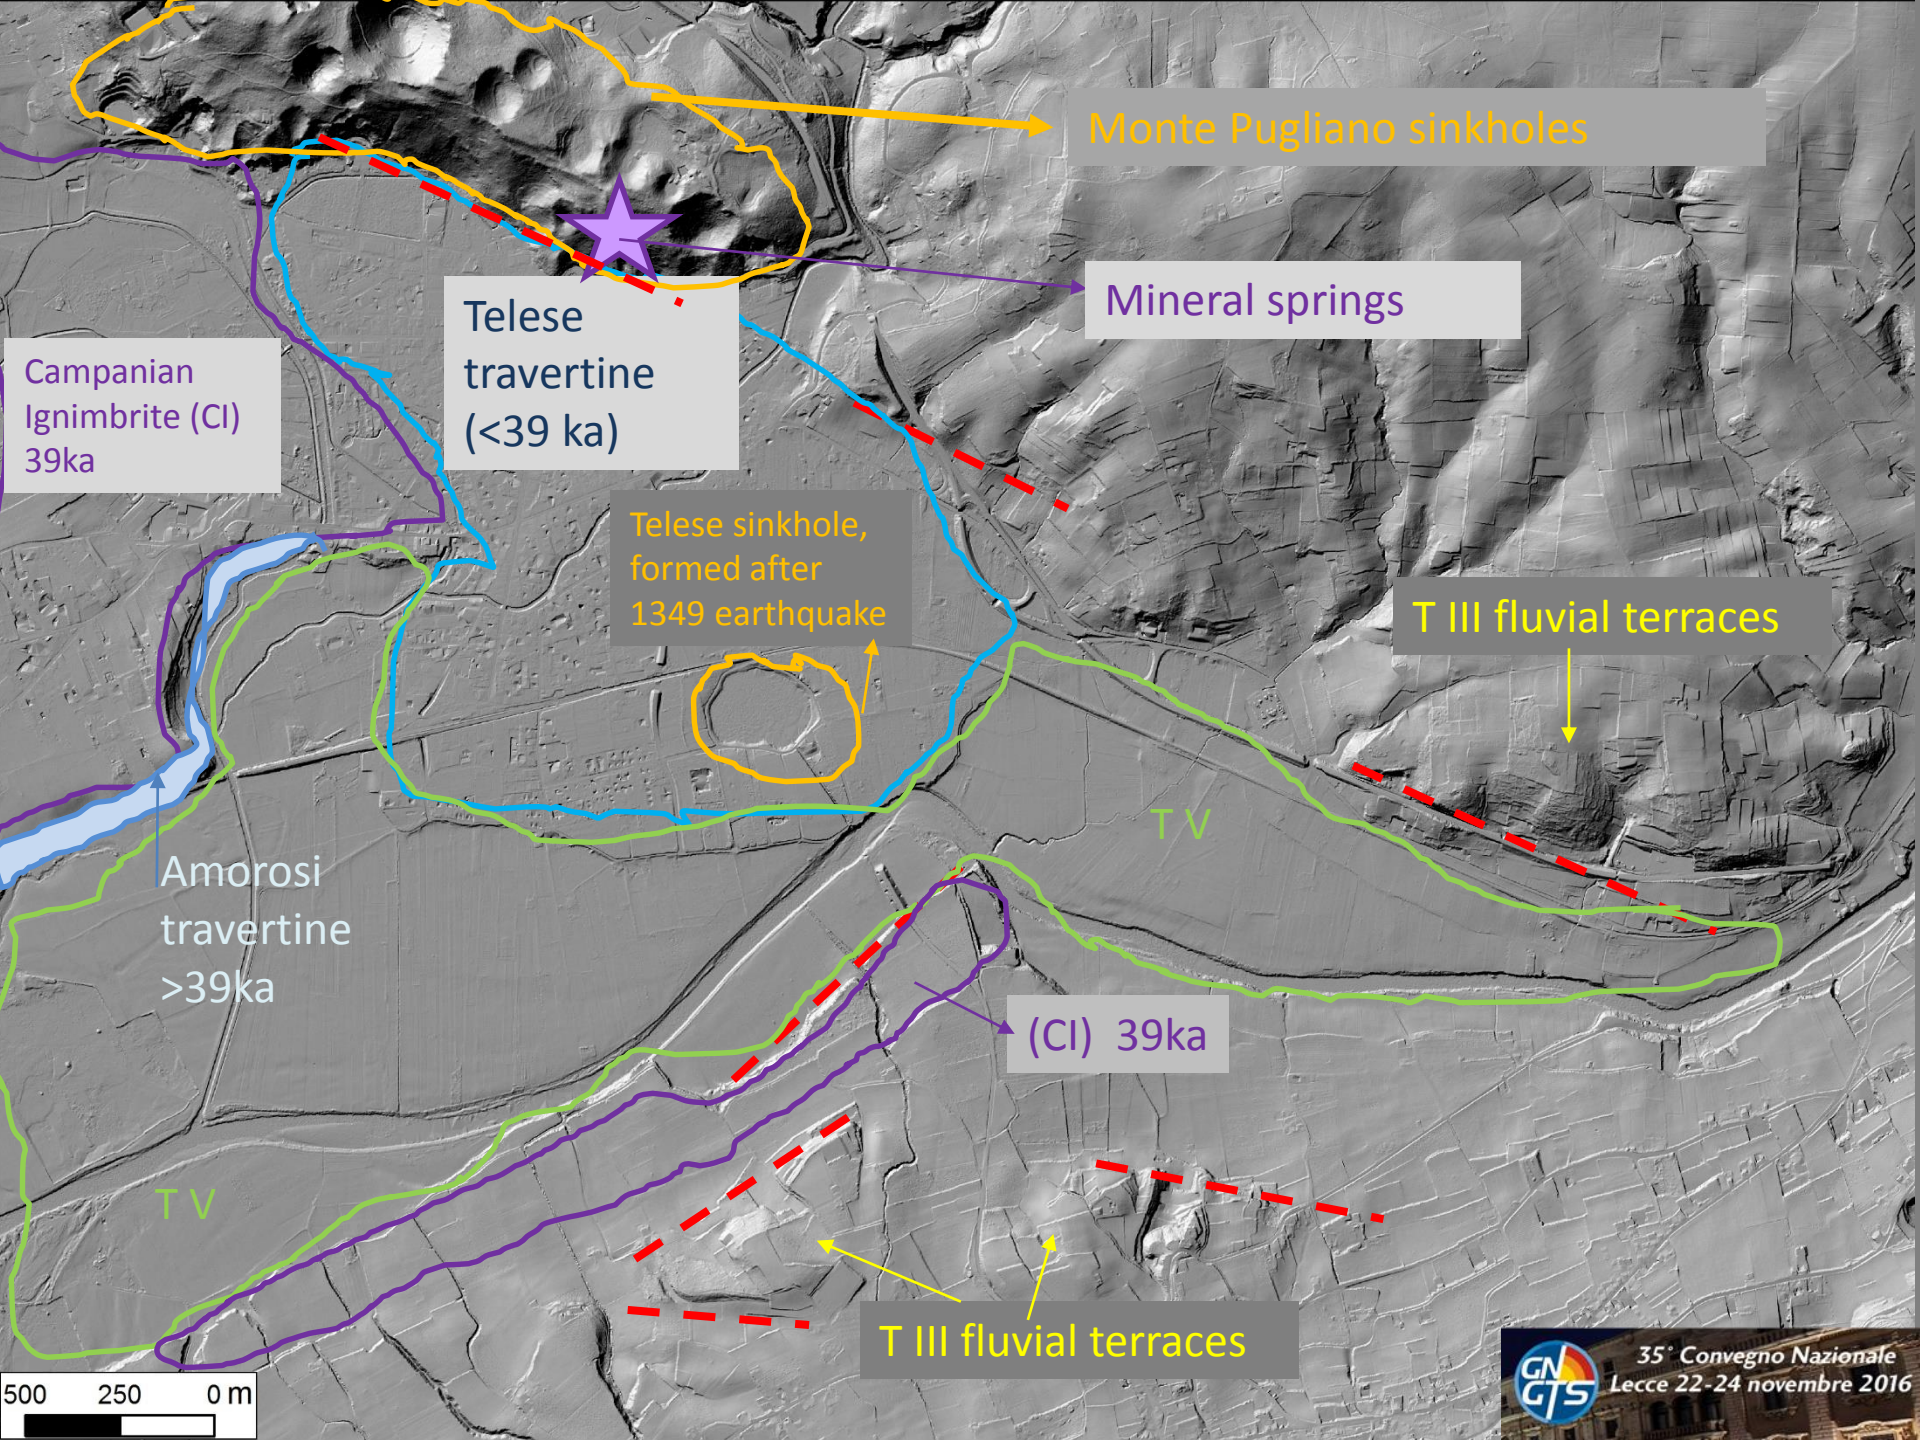 Monte Pugliano sinkholes
Mineral springs
Telese
travertine
(<39 ka)
Campanian
Ignimbrite (CI)
39ka
Telese sinkhole,
formed after
1349 earthquake
T III fluvial terraces
T V
Amorosi
travertine
>39ka
(CI) 39ka
T V
T III fluvial terraces
500 250 0 m
GN
GTS
35° Convegno Nazionale
Lecce 22-24 novembre 2016